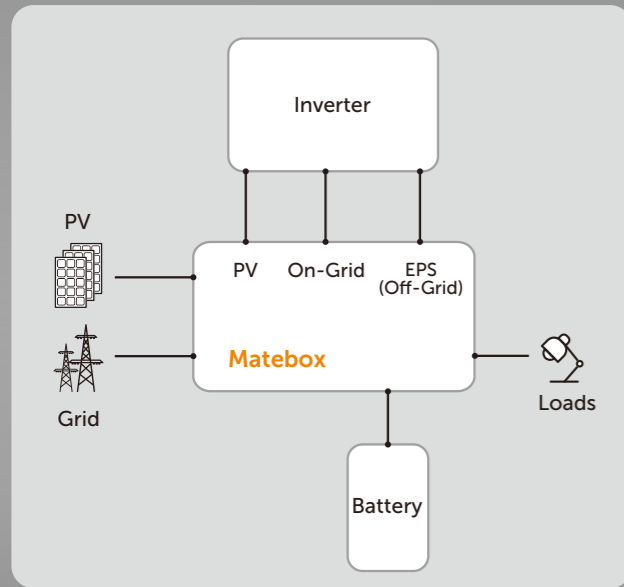 Inverter
PV
PV
On-Grid
EPS
(Off-Grid)
Matebox
Grid
Loads
Battery